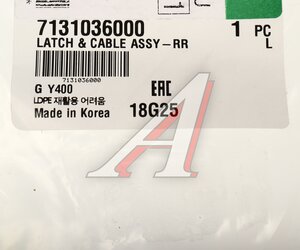 7131036000
1 PC
LATCH & CABLE ASSY-RR
L
7131036000
G Y400
EAC
LDPE 재활용 어려움
18G25
Made in Korea